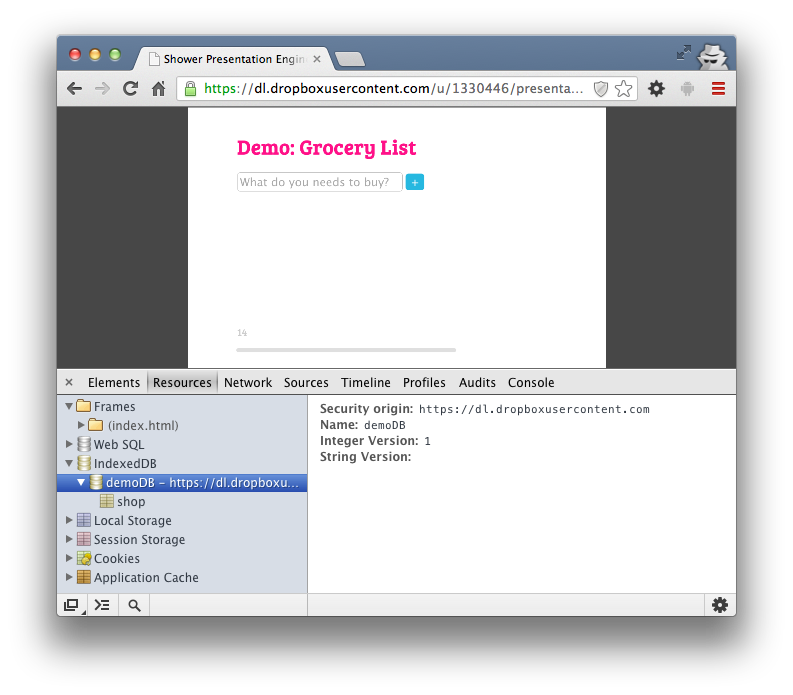 Shower Presentation Engin
https://dl.dropboxusercontent.com/u/1330446/presenta...
Demo: Grocery List
What do you needs to buy? +
14
Elements Resources Network Sources Timeline Profiles Audits Console
Frames
(index.html)
Web SQL
IndexedDB
demoDB – https://dl.dropboxu...
shop
Local Storage
Session Storage
Cookies
Application Cache
Security origin: https://dl.dropboxusercontent.com
Name: demoDB
Integer Version: 1
String Version: